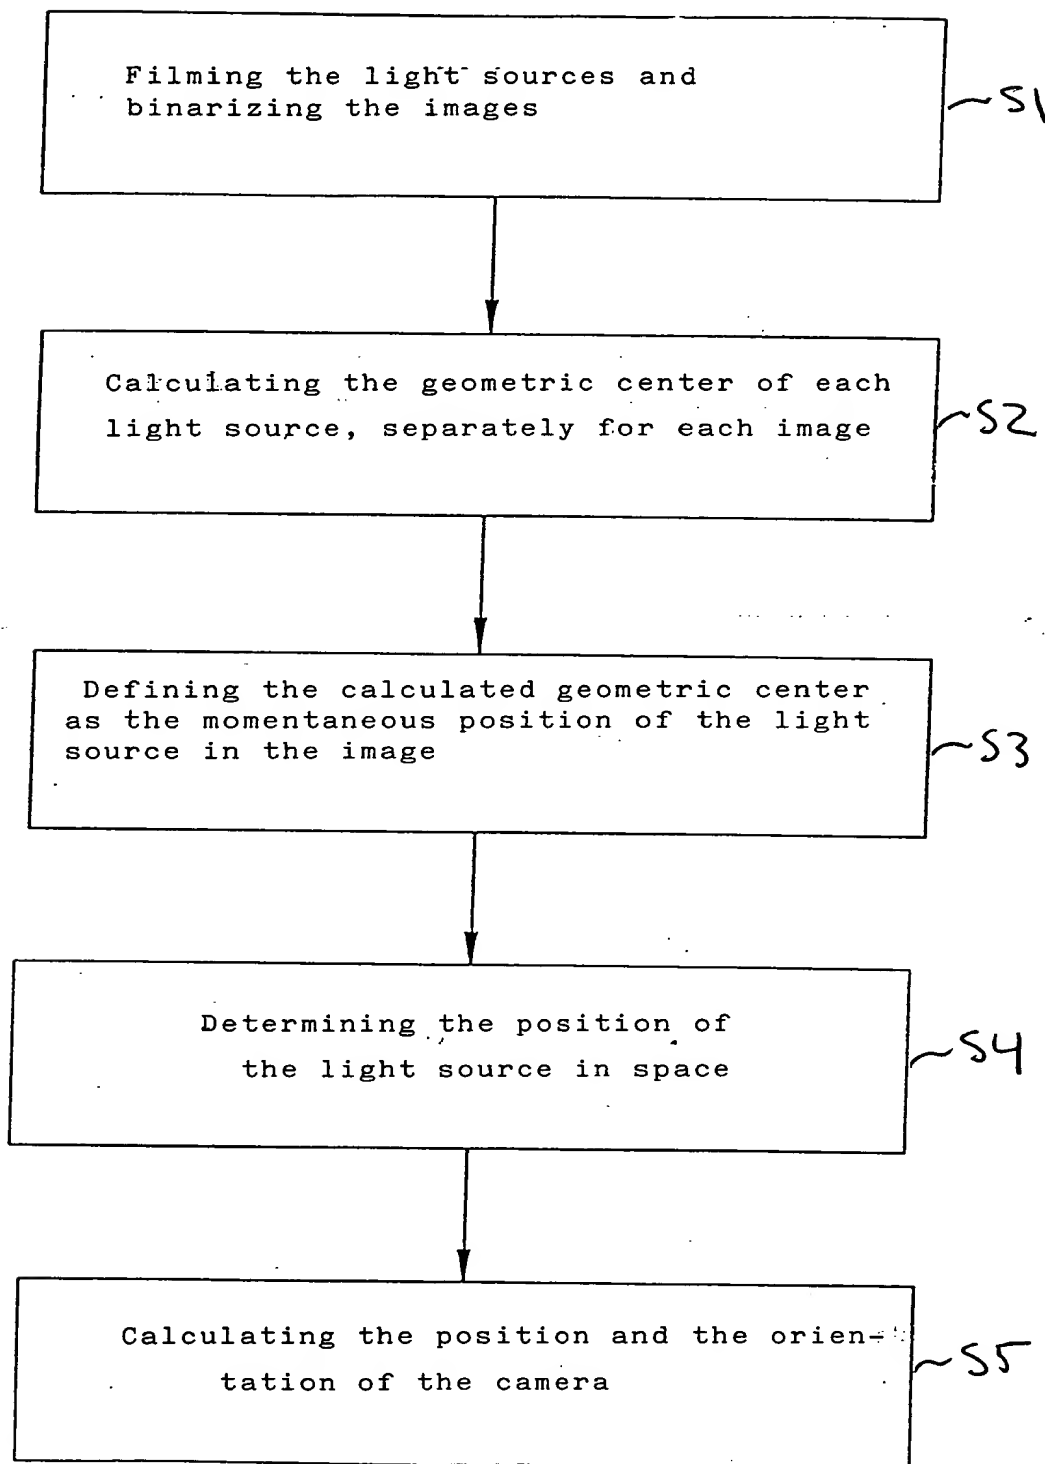 Filming the light sources and
binarizing the images
S1
Calculating the geometric center of each
light source, separately for each image
S2
Defining the calculated geometric center
as the momentaneous position of the light
source in the image
S3
Determining the position of
the light source in space
S4
Calculating the position and the orien-
tation of the camera
S5